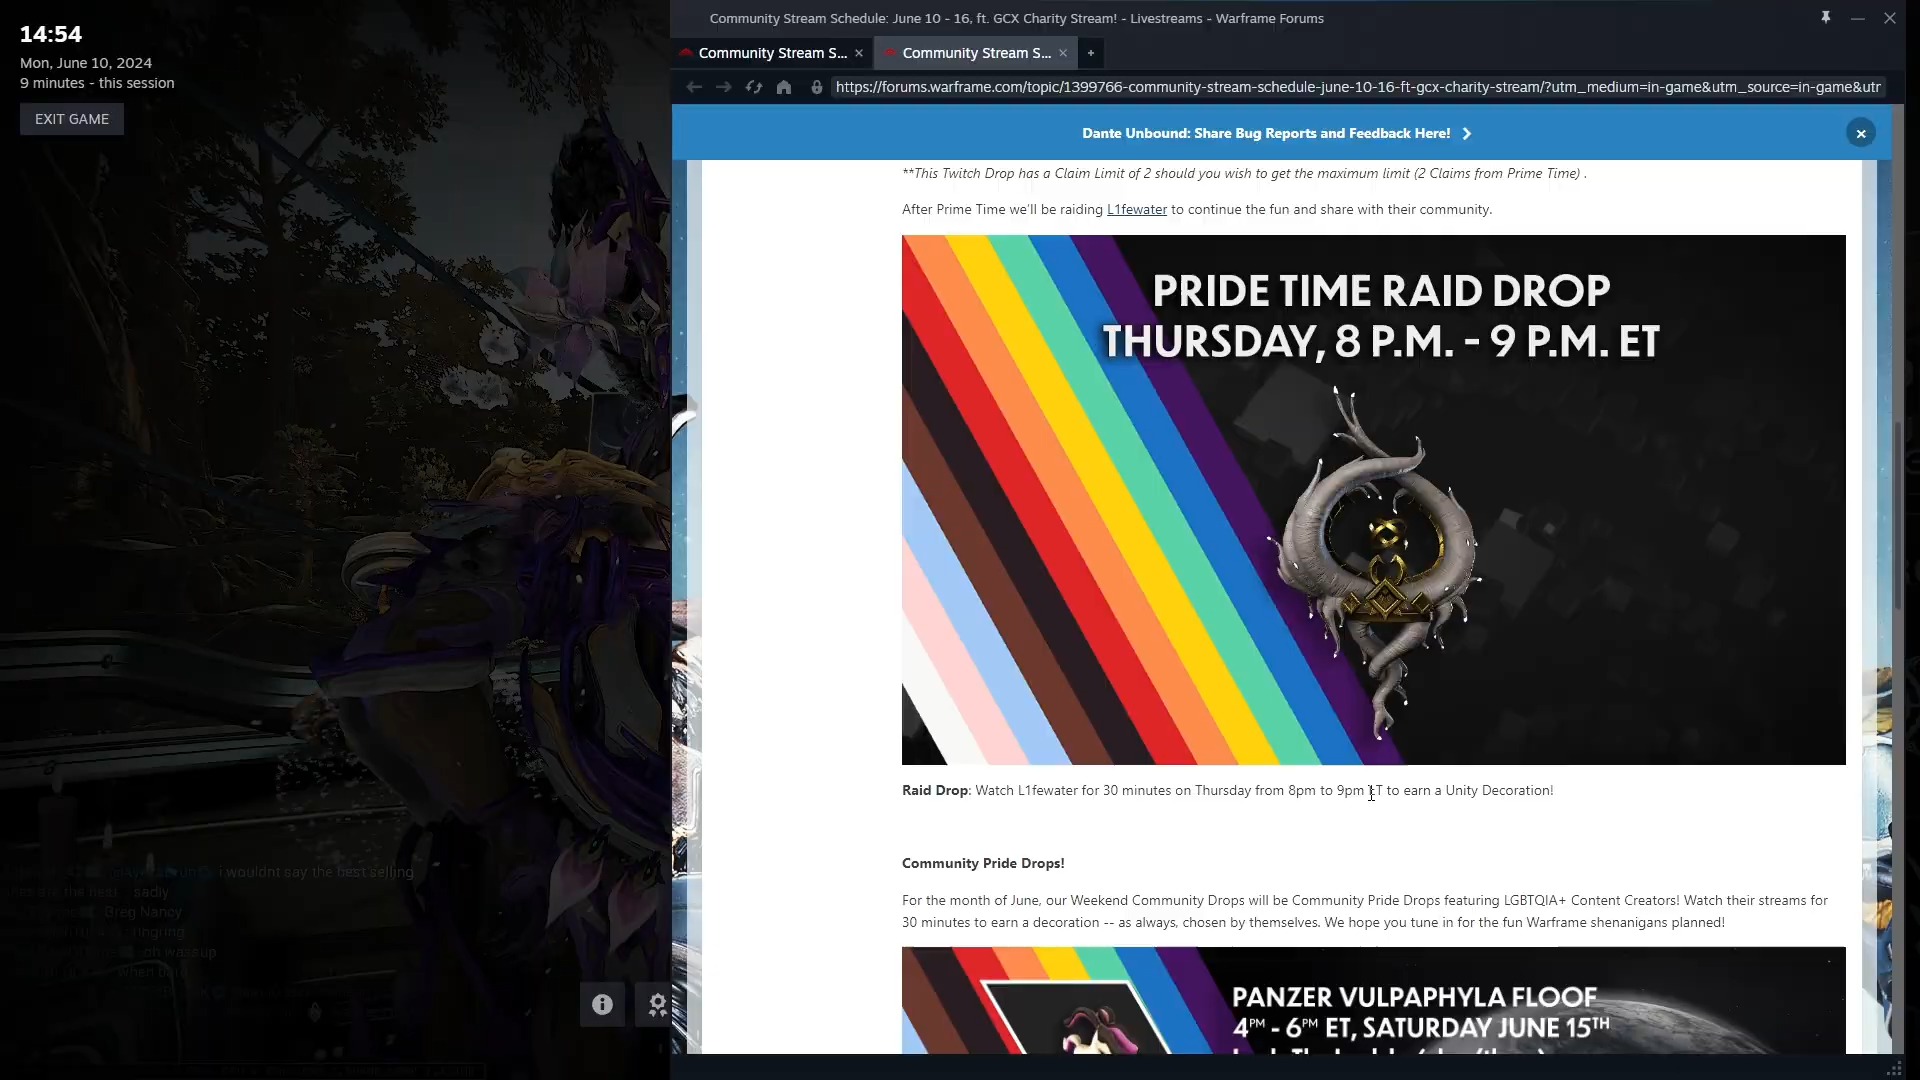 14:54
Mon, June 10, 2024
9 minutes - this session
EXIT GAME
Community Stream Schedule: June 10 - 16, ft. GCX Charity Stream! - Livestreams - Warframe Forums
Community Stream S...
Community Stream S...
https://forums.warframe.com/topic/1399766-community-stream-schedule-june-10-16-ft-gcx-charity-stream/?utm_medium=in-game&utm_source=in-game&utr
Dante Unbound: Share Bug Reports and Feedback Here!
**This Twitch Drop has a Claim Limit of 2 should you wish to get the maximum limit (2 Claims from Prime Time) .
After Prime Time we'll be raiding L1fewater to continue the fun and share with their community.
PRIDE TIME RAID DROP
THURSDAY, 8 P.M. - 9 P.M. ET
Raid Drop: Watch L1fewater for 30 minutes on Thursday from 8pm to 9pm ET to earn a Unity Decoration!
Community Pride Drops!
For the month of June, our Weekend Community Drops will be Community Pride Drops featuring LGBTQIA+ Content Creators! Watch their streams for
30 minutes to earn a decoration -- as always, chosen by themselves. We hope you tune in for the fun Warframe shenanigans planned!
PANZER VULPAPHYLA FLOOF
4PM - 6PM ET, SATURDAY JUNE 15TH
i wouldnt say the best selling
the best sadly
Breg Nancy
oh wassup
when